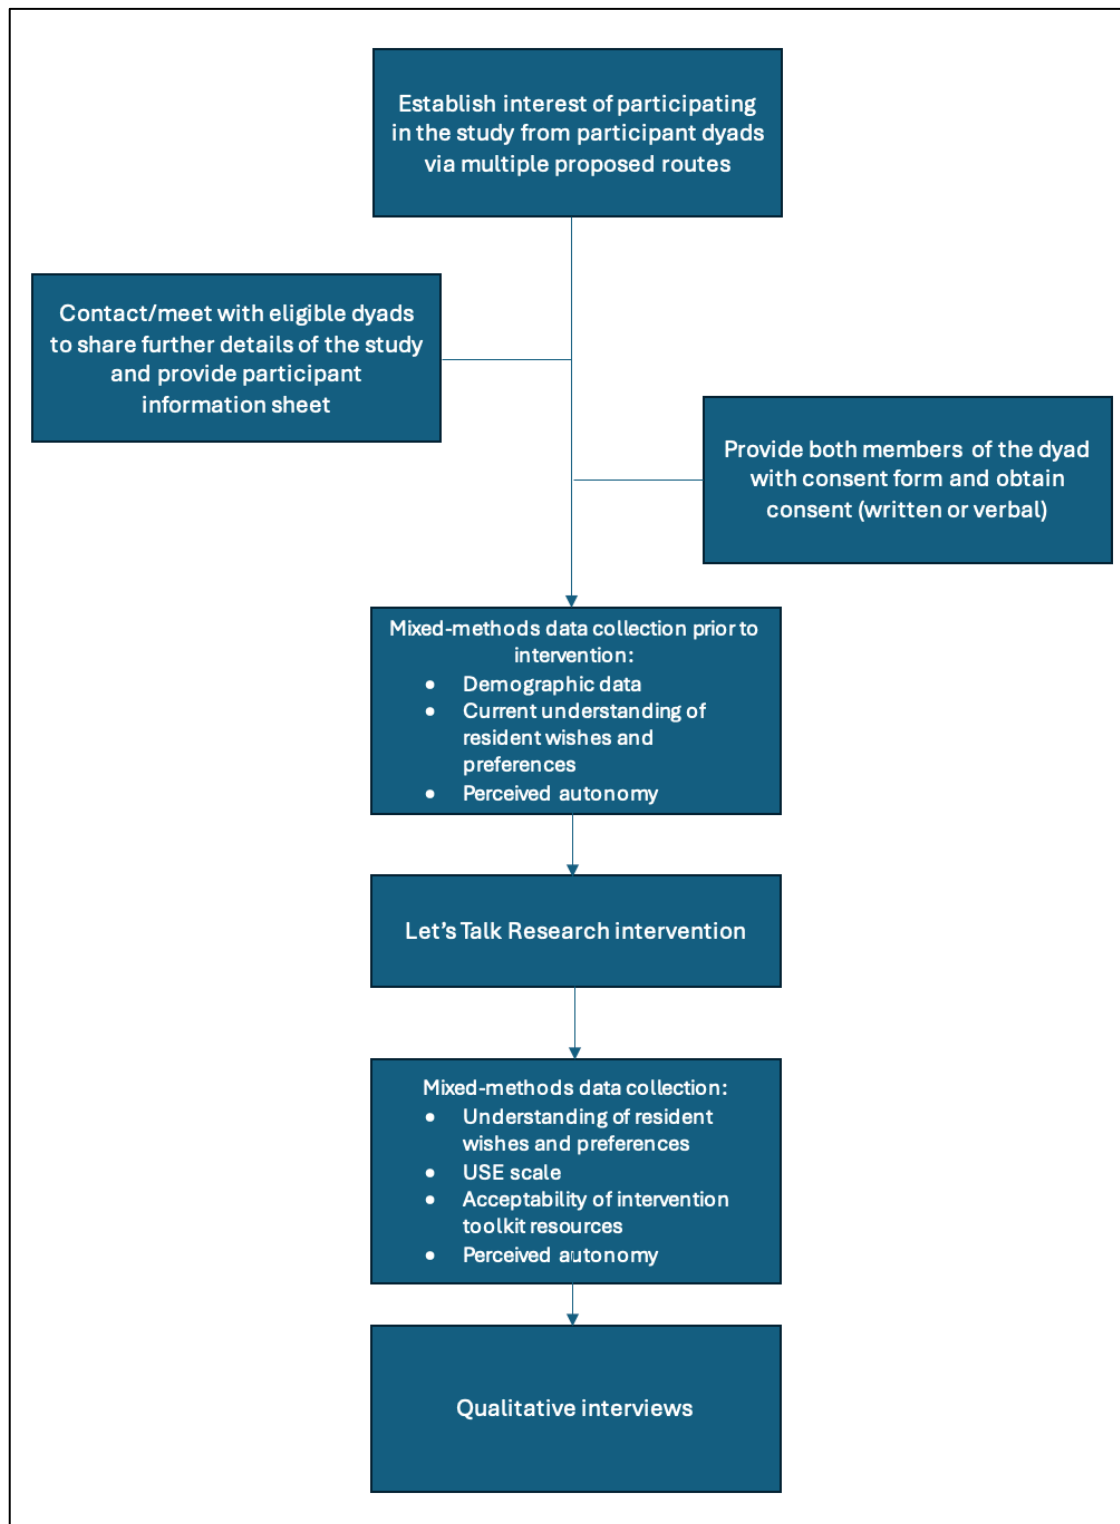 Establish interest of participating
in the study from participant dyads
via multiple proposed routes
Contact/meet with eligible dyads
to share further details of the study
and provide participant
information sheet
Provide both members of the dyad
with consent form and obtain
consent (written or verbal)
Mixed-methods data collection prior to
intervention:
• Demographic data
• Current understanding of
resident wishes and
preferences
• Perceived autonomy
Let's Talk Research intervention
Mixed-methods data collection:
• Understanding of resident
wishes and preferences
• USE scale
• Acceptability of intervention
toolkit resources
• Perceived autonomy
Qualitative interviews